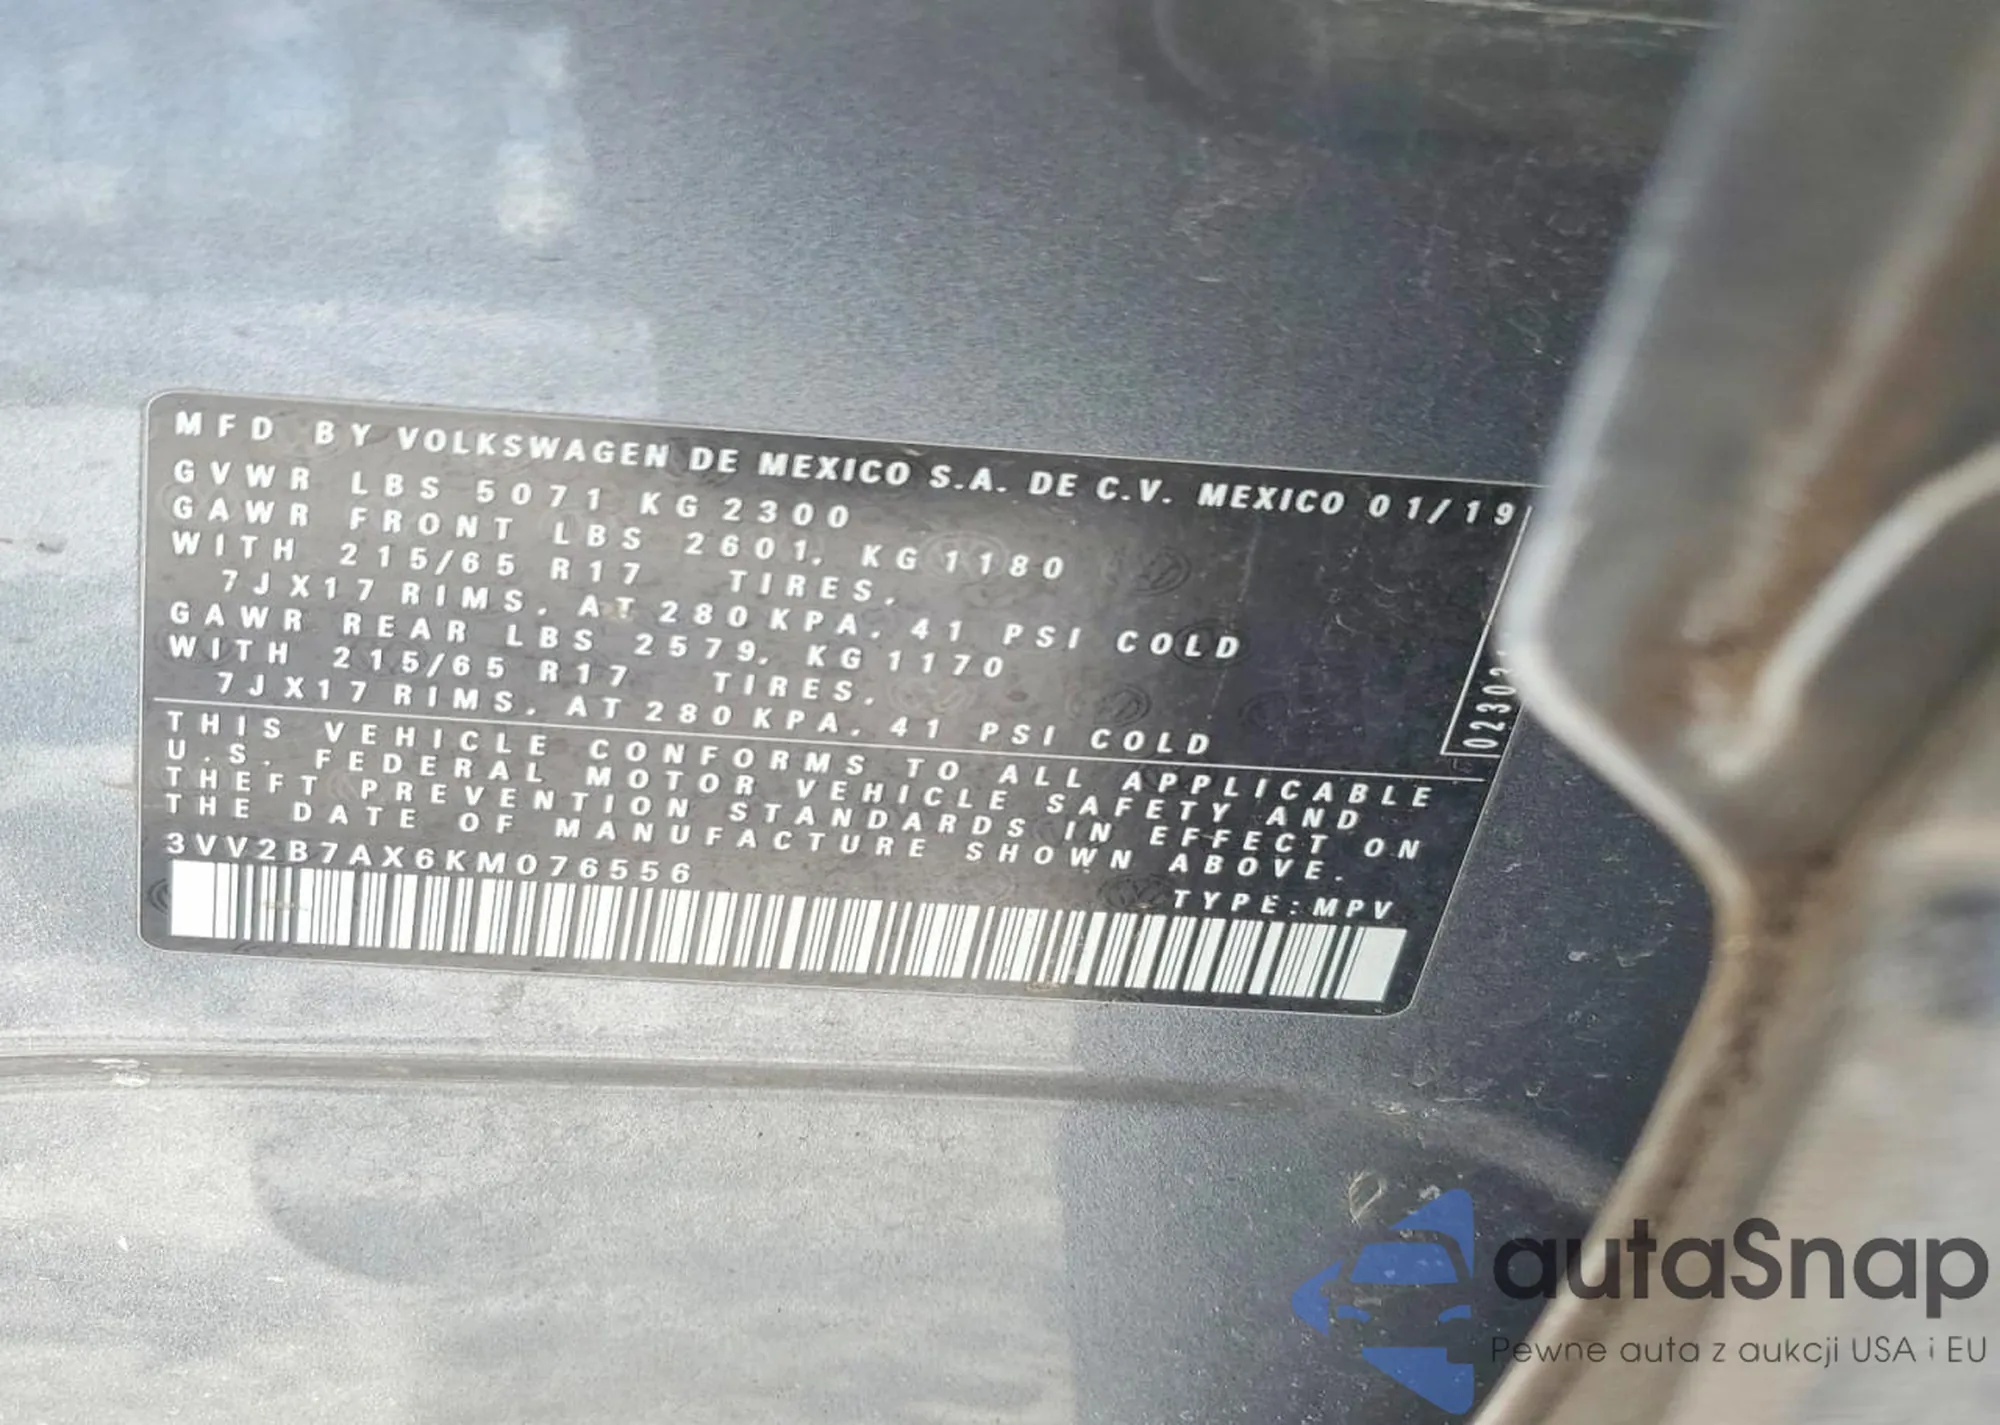 MFD BY VOLKSWAGEN DE MEXICO S.A. DE C.V. MEXICO 01/19
GVWR LBS 5071 KG 2300
GAWR FRONT LBS 2601, KG 1180
WITH 215/65 R17 TIRES,
7JX17 RIMS, AT 280 KPA, 41 PSI COLD
GAWR REAR LBS 2579, KG 1170
WITH 215/65 R17 TIRES,
7JX17 RIMS, AT 280 KPA, 41 PSI COLD
THIS VEHICLE CONFORMS TO ALL APPLICABLE
U.S. FEDERAL MOTOR VEHICLE SAFETY AND
THEFT PREVENTION STANDARDS IN EFFECT ON
THE DATE OF MANUFACTURE SHOWN ABOVE.
3VV2B7AX6KM076556
TYPE:MPV
autaSnap
Pewne auta z aukcji USA i EU